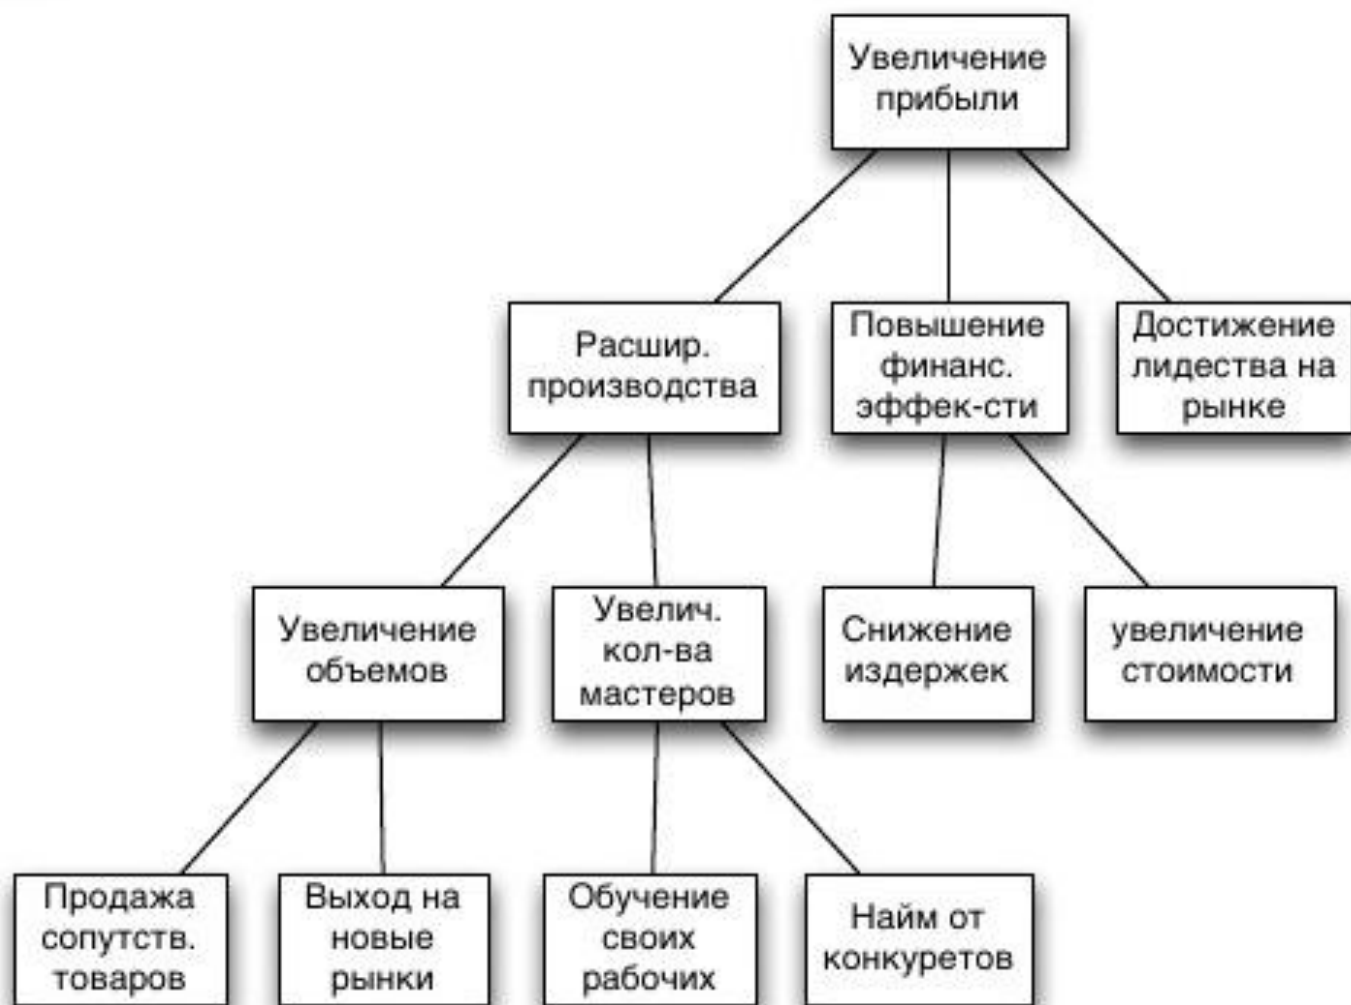 Увеличение
прибыли
Расшир.
производства
Повышение
финанс.
эффек-сти
Достижение
лидества на
рынке
Увеличение
объемов
Увелич.
кол-ва
мастеров
Снижение
издержек
увеличение
стоимости
Продажа
сопутств.
товаров
Выход на
новые
рынки
Обучение
своих
рабочих
Найм от
конкуретов